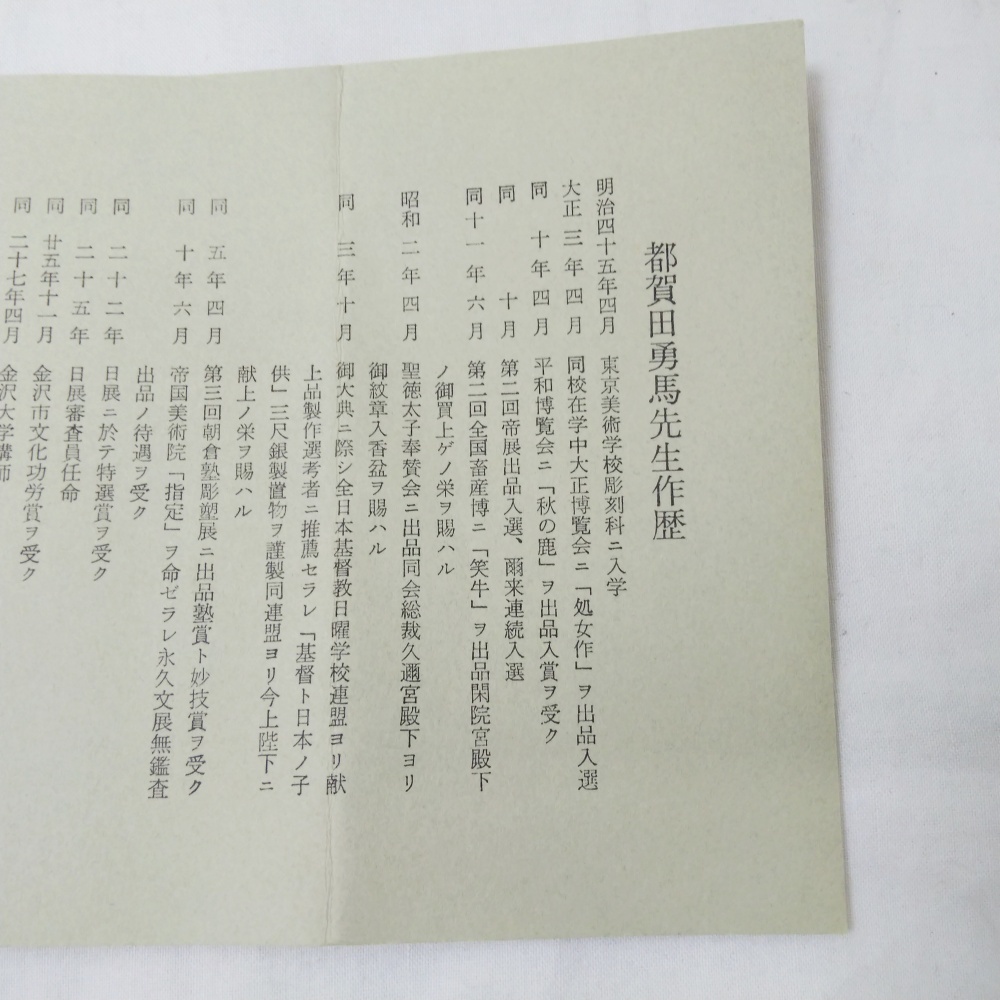 都賀田勇馬先生作歴
明治四十五年四月 東京美術学校彫刻科ニ入学
大正三年四月 同校在学中大正博覧会ニ「処女作」ヲ出品入選
同 十年四月 平和博覧会ニ「秋の鹿」ヲ出品入賞ヲ受く
同 十月 第二回帝展出品入選、爾来連続入選
同十一年六月 第二回全国畜産博ニ「笑牛」ヲ出品閑院宮殿下
ノ御買上ゲノ栄ヲ賜ハル
昭和二年四月 聖徳太子奉賛会ニ出品同会総裁久邇宮殿下ヨリ
御紋章入香盆ヲ賜ハル
同 三年十月 御大典ニ際シ全日本基督教日曜学校連盟ヨリ献
上品製作選考者ニ推薦セラレ「基督ト日本ノ子
供」三尺銀製置物ヲ謹製同連盟ヨリ今上陛下ニ
献上ノ栄ヲ賜ハル
同 五年四月 第三回朝倉塾彫塑展ニ出品塾賞ト妙技賞ヲ受ク
同 十年六月 帝国美術院「指定」ヲ命ゼラレ永久文展無鑑査
出品ノ待遇ヲ受ク
同 二十二年 日展ニ於テ特選賞ヲ受ク
同 二十五年 日展審査員任命
同 廿五年十一月 金沢市文化功労賞ヲ受ク
同 二十七年四月 金沢大学講師